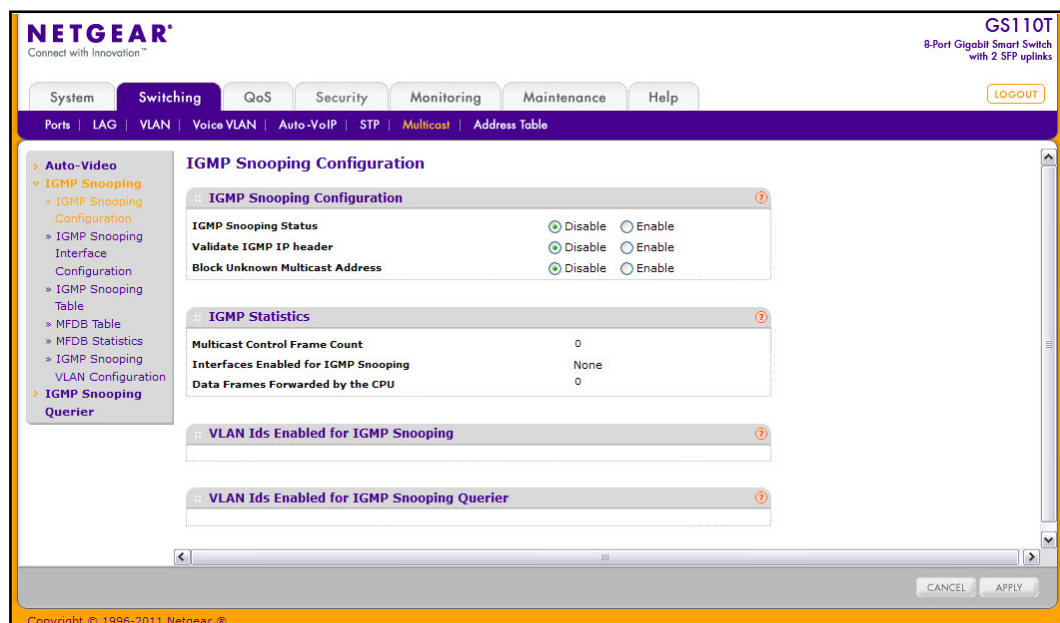 NETGEAR®
Connect with Innovation™
GS110T
8-Port Gigabit Smart Switch
with 2 SFP uplinks
System Switching QoS Security Monitoring Maintenance Help LOGOUT
Ports | LAG | VLAN | Voice VLAN | Auto-VoIP | STP | Multicast | Address Table
Auto-Video
IGMP Snooping
» IGMP Snooping
Configuration
» IGMP Snooping
Interface
Configuration
» IGMP Snooping
Table
» MFDB Table
» MFDB Statistics
» IGMP Snooping
VLAN Configuration
IGMP Snooping
Querier
IGMP Snooping Configuration
IGMP Snooping Configuration ?
IGMP Snooping Status Disable Enable
Validate IGMP IP header Disable Enable
Block Unknown Multicast Address Disable Enable
IGMP Statistics ?
Multicast Control Frame Count 0
Interfaces Enabled for IGMP Snooping None
Data Frames Forwarded by the CPU 0
VLAN Ids Enabled for IGMP Snooping ?
VLAN Ids Enabled for IGMP Snooping Querier ?
CANCEL APPLY
Copyright © 1996-2011 Netgear ®